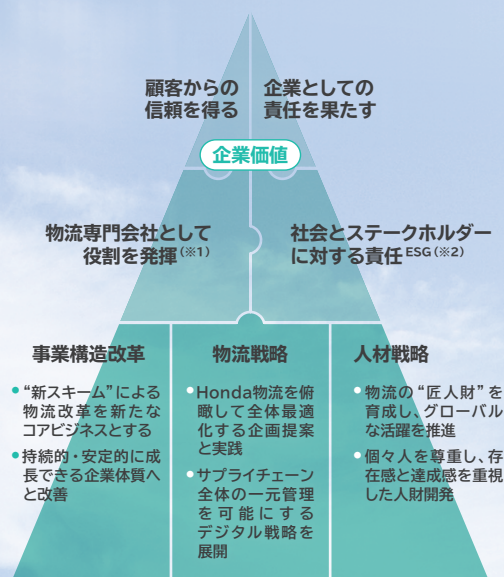 顧客からの
信頼を得る
企業としての
責任を果たす
企業価値
物流専門会社として
役割を発揮(※1)
社会とステークホルダー
に対する責任ESG(※2)
事業構造改革
●“新スキーム”による
物流改革を新たな
コアビジネスとする
●持続的・安定的に成
長できる企業体質へ
と改善
物流戦略
●Honda物流を俯
瞰して全体最適
化する企画提案
と実践
●サプライチェーン
全体の一元管理
を可能にする
デジタル戦略を
展開
人材戦略
●物流の“匠人財”を
育成し、グローバル
な活躍を推進
●個々人を尊重し、存
在感と達成感を重視
した人財開発